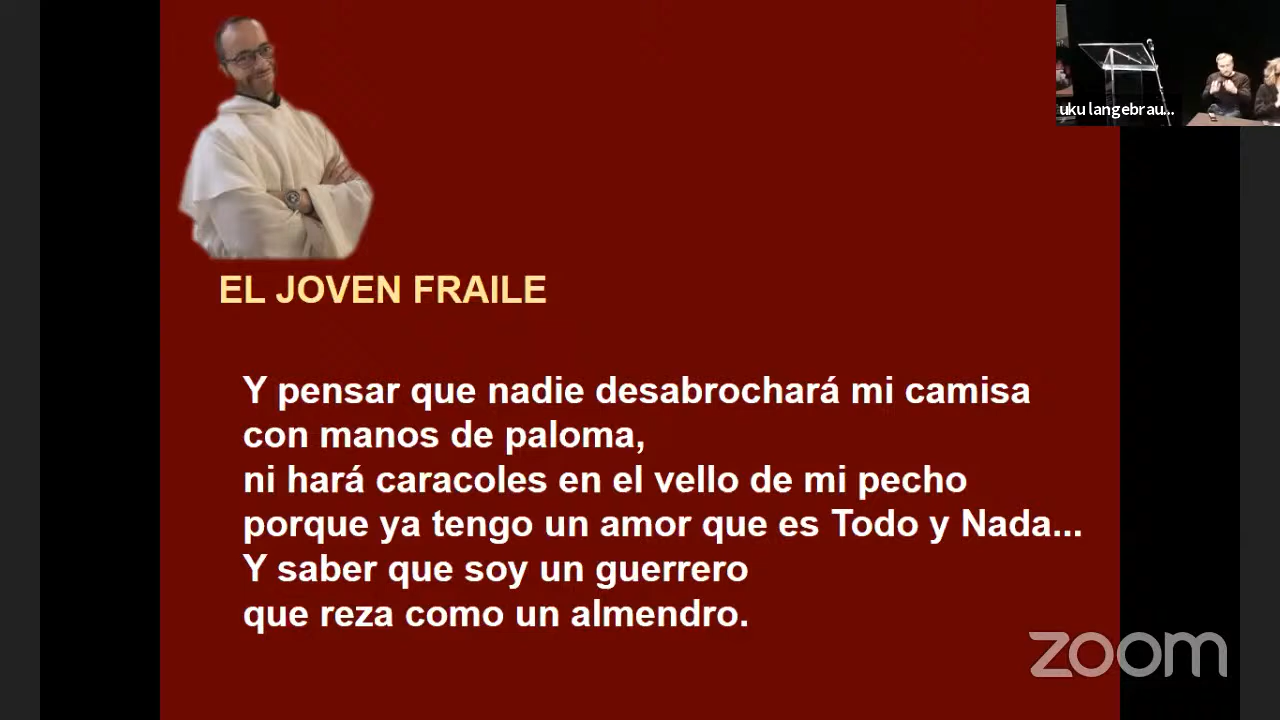 uku langebrau...
EL JOVEN FRAILE
Y pensar que nadie desabrochará mi camisa
con manos de paloma,
ni hará caracoles en el vello de mi pecho
porque ya tengo un amor que es Todo y Nada...
Y saber que soy un guerrero
que reza como un almendro.
zoom